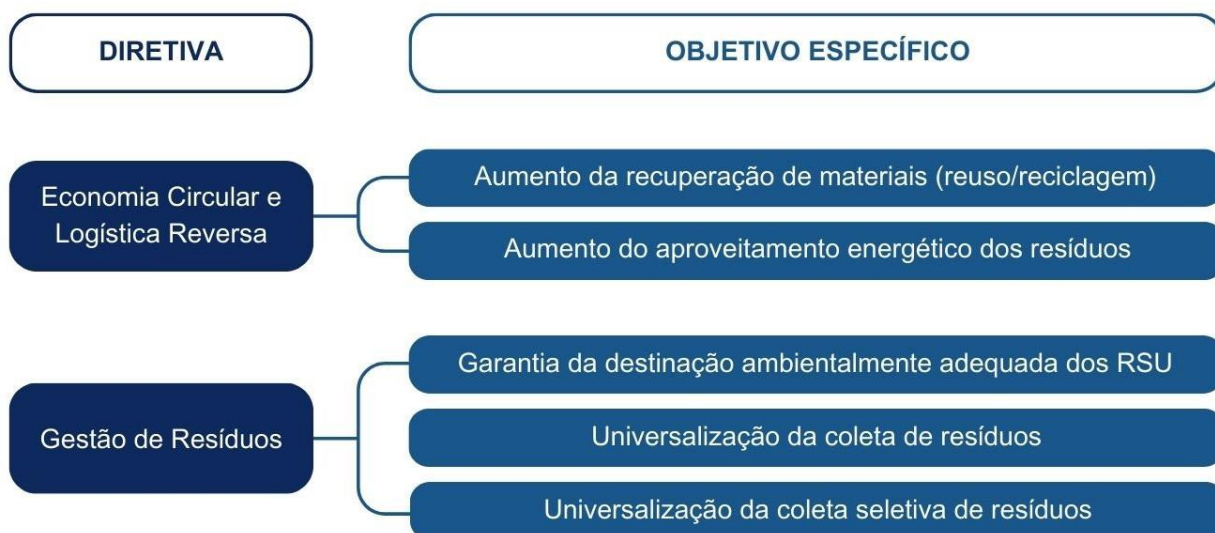 DIRETIVA
OBJETIVO ESPECÍFICO
Economia Circular e
Logística Reversa
Aumento da recuperação de materiais (reuso/reciclagem)
Aumento do aproveitamento energético dos resíduos
Gestão de Resíduos
Garantia da destinação ambientalmente adequada dos RSU
Universalização da coleta de resíduos
Universalização da coleta seletiva de resíduos